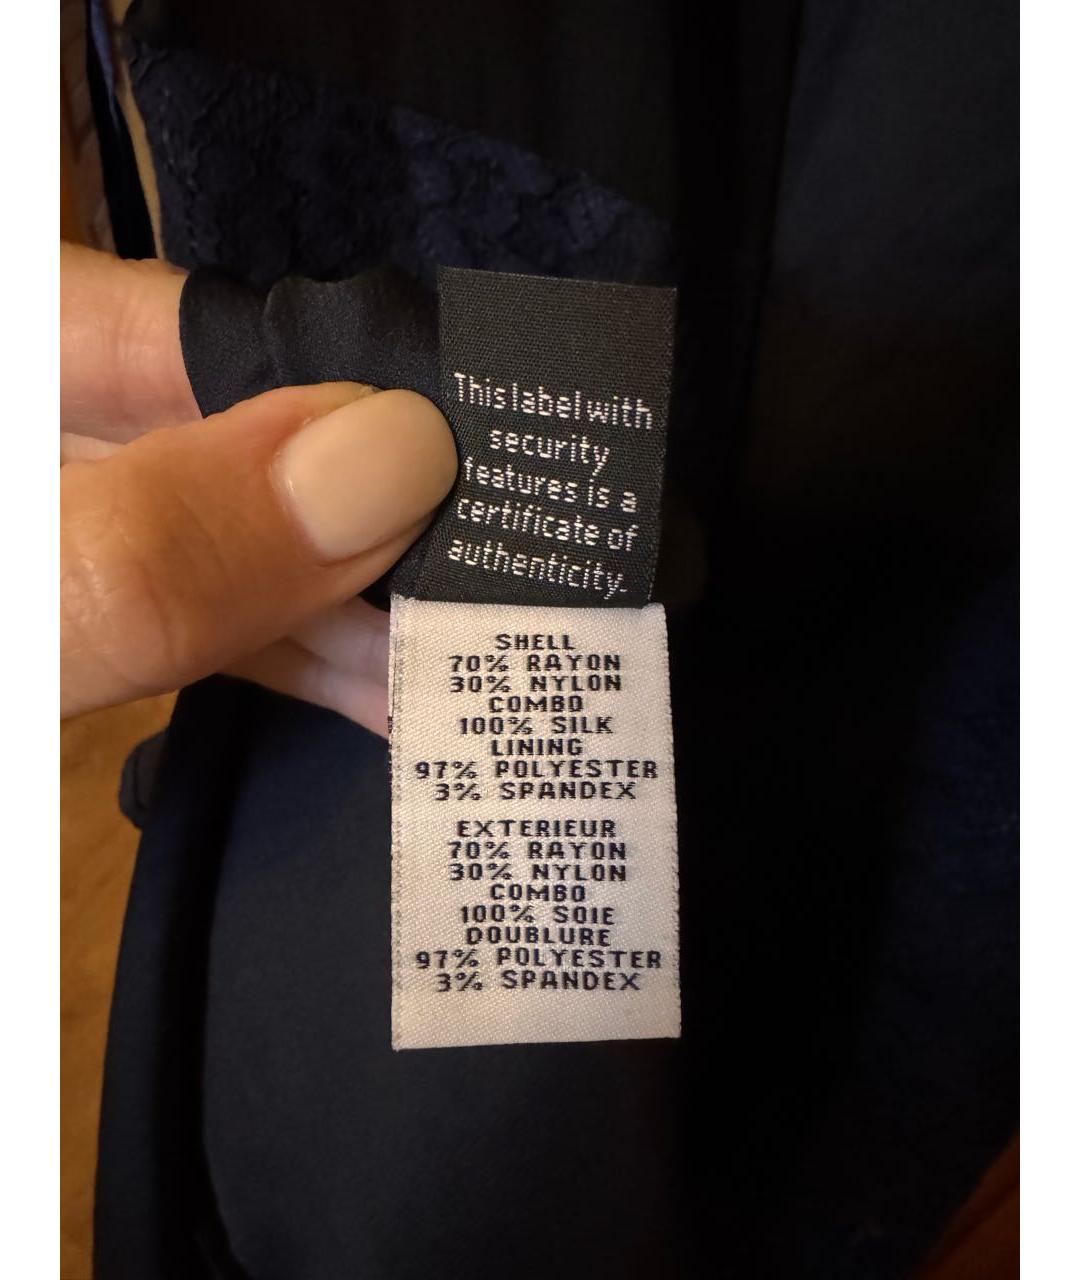 This label with
security
features is a
certificate of
authenticity.
SHELL
70% RAYON
30% NYLON
COMBO
100% SILK
LINING
97% POLYESTER
3% SPANDEX
EXTERIEUR
70% RAYON
30% NYLON
COMBO
100% SOIE
DOUBLURE
97% POLYESTER
3% SPANDEX